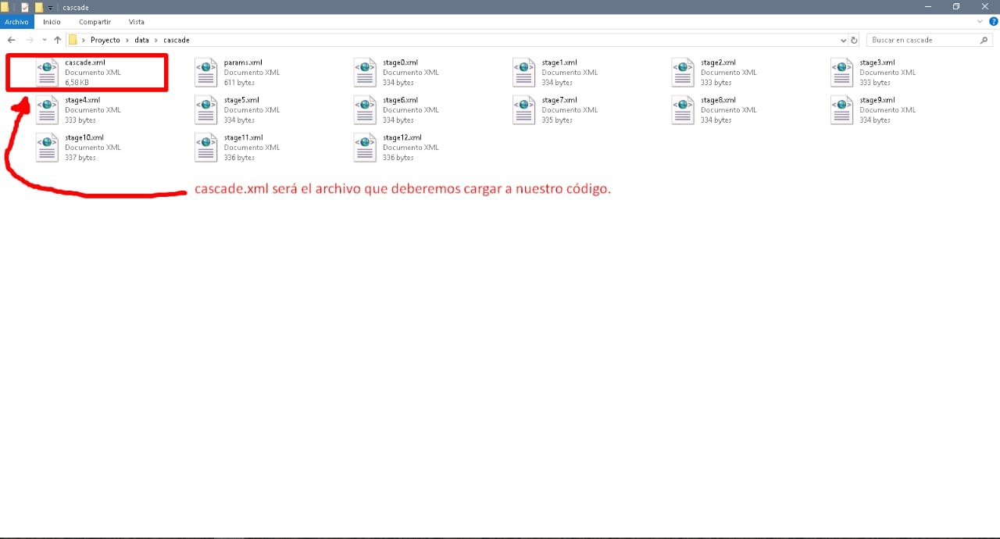 cascade
Archivo Inicio Compartir Vista
Proyecto data cascade Buscar en cascade
cascade.xml
Documento XML
6,58 KB
params.xml
Documento XML
611 bytes
stage0.xml
Documento XML
334 bytes
stage1.xml
Documento XML
334 bytes
stage2.xml
Documento XML
333 bytes
stage3.xml
Documento XML
333 bytes
stage4.xml
Documento XML
333 bytes
stage5.xml
Documento XML
334 bytes
stage6.xml
Documento XML
334 bytes
stage7.xml
Documento XML
335 bytes
stage8.xml
Documento XML
334 bytes
stage9.xml
Documento XML
334 bytes
stage10.xml
Documento XML
337 bytes
stage11.xml
Documento XML
336 bytes
stage12.xml
Documento XML
336 bytes
cascade.xml será el archivo que deberemos cargar a nuestro código.